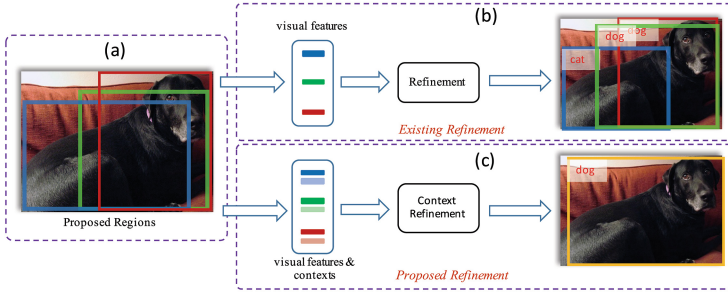 (a)
Proposed Regions
(b)
visual features
Refinement
Existing Refinement
dog
dog
cat
(c)
visual features &
contexts
Context
Refinement
Proposed Refinement
dog